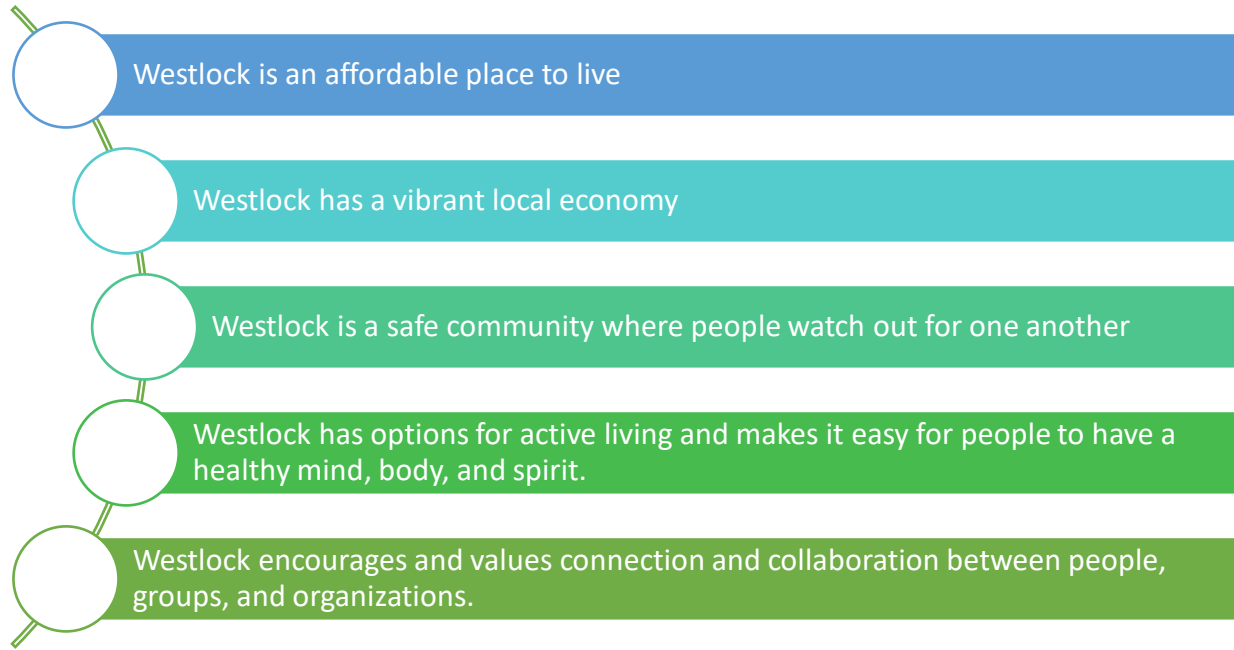 Westlock is an affordable place to live
Westlock has a vibrant local economy
Westlock is a safe community where people watch out for one another
Westlock has options for active living and makes it easy for people to have a
healthy mind, body, and spirit.
Westlock encourages and values connection and collaboration between people,
groups, and organizations.